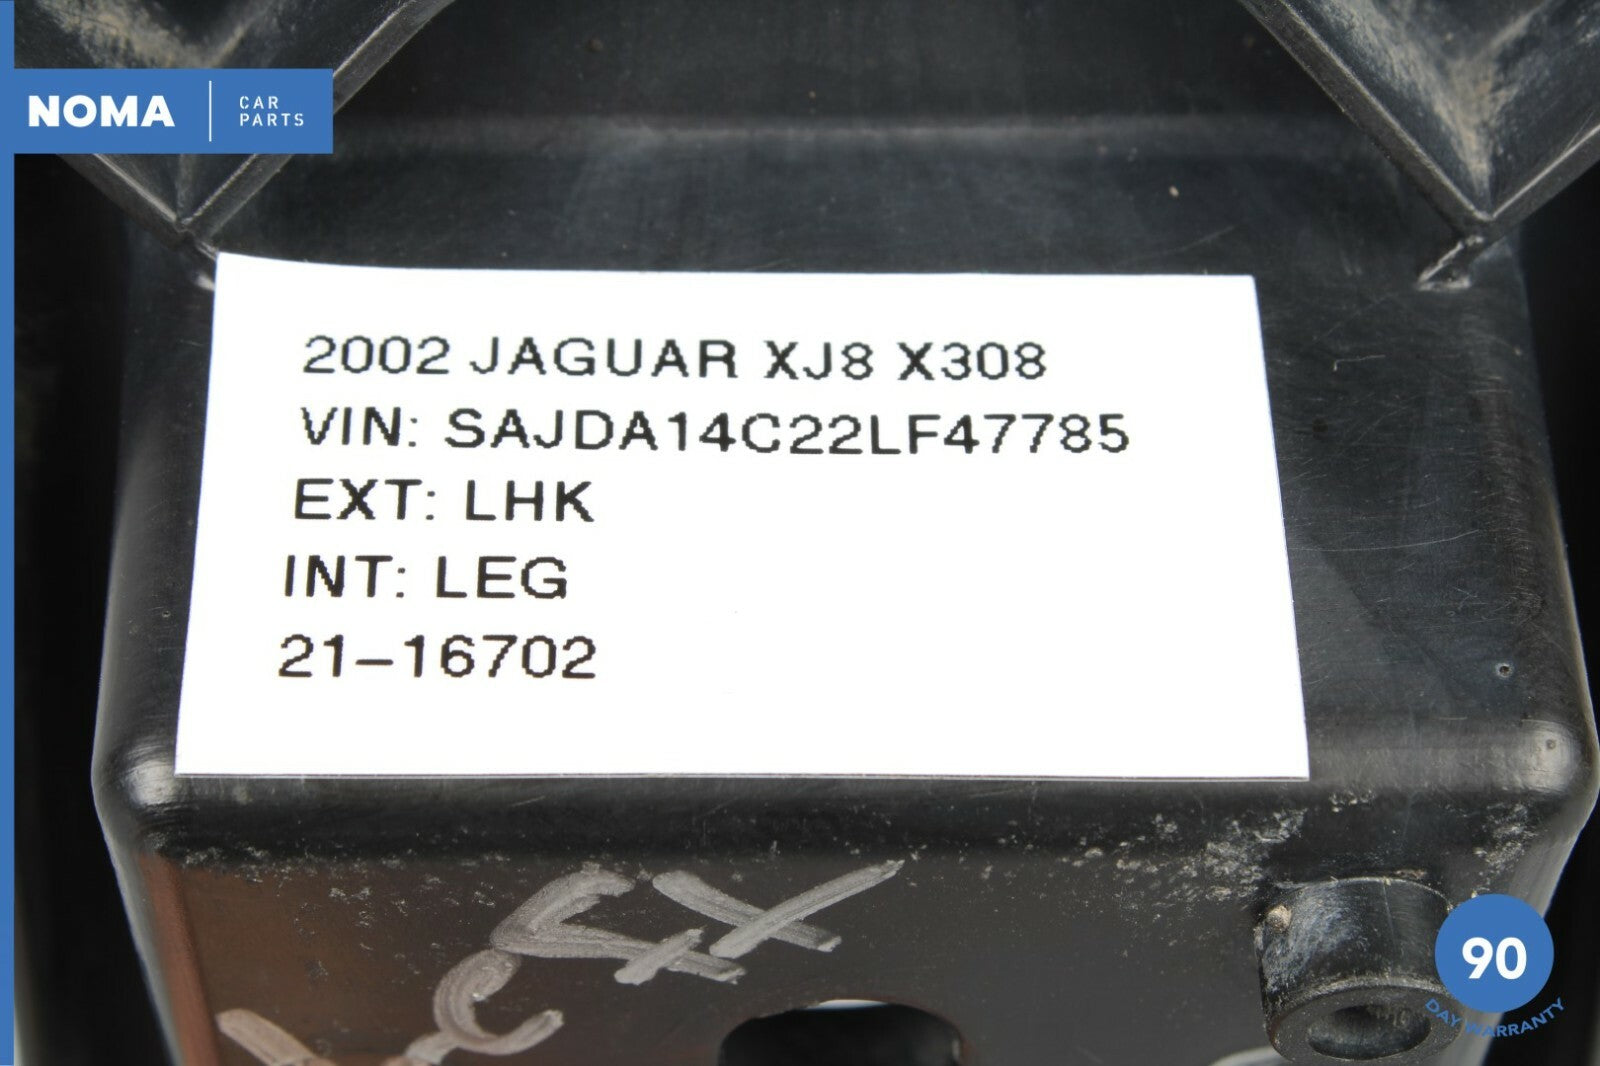 NOMA
CAR
PARTS
2002 JAGUAR XJ8 X308
VIN: SAJDA14C22LF47785
EXT: LHK
INT: LEG
21-16702
90
DAY WARRANTY